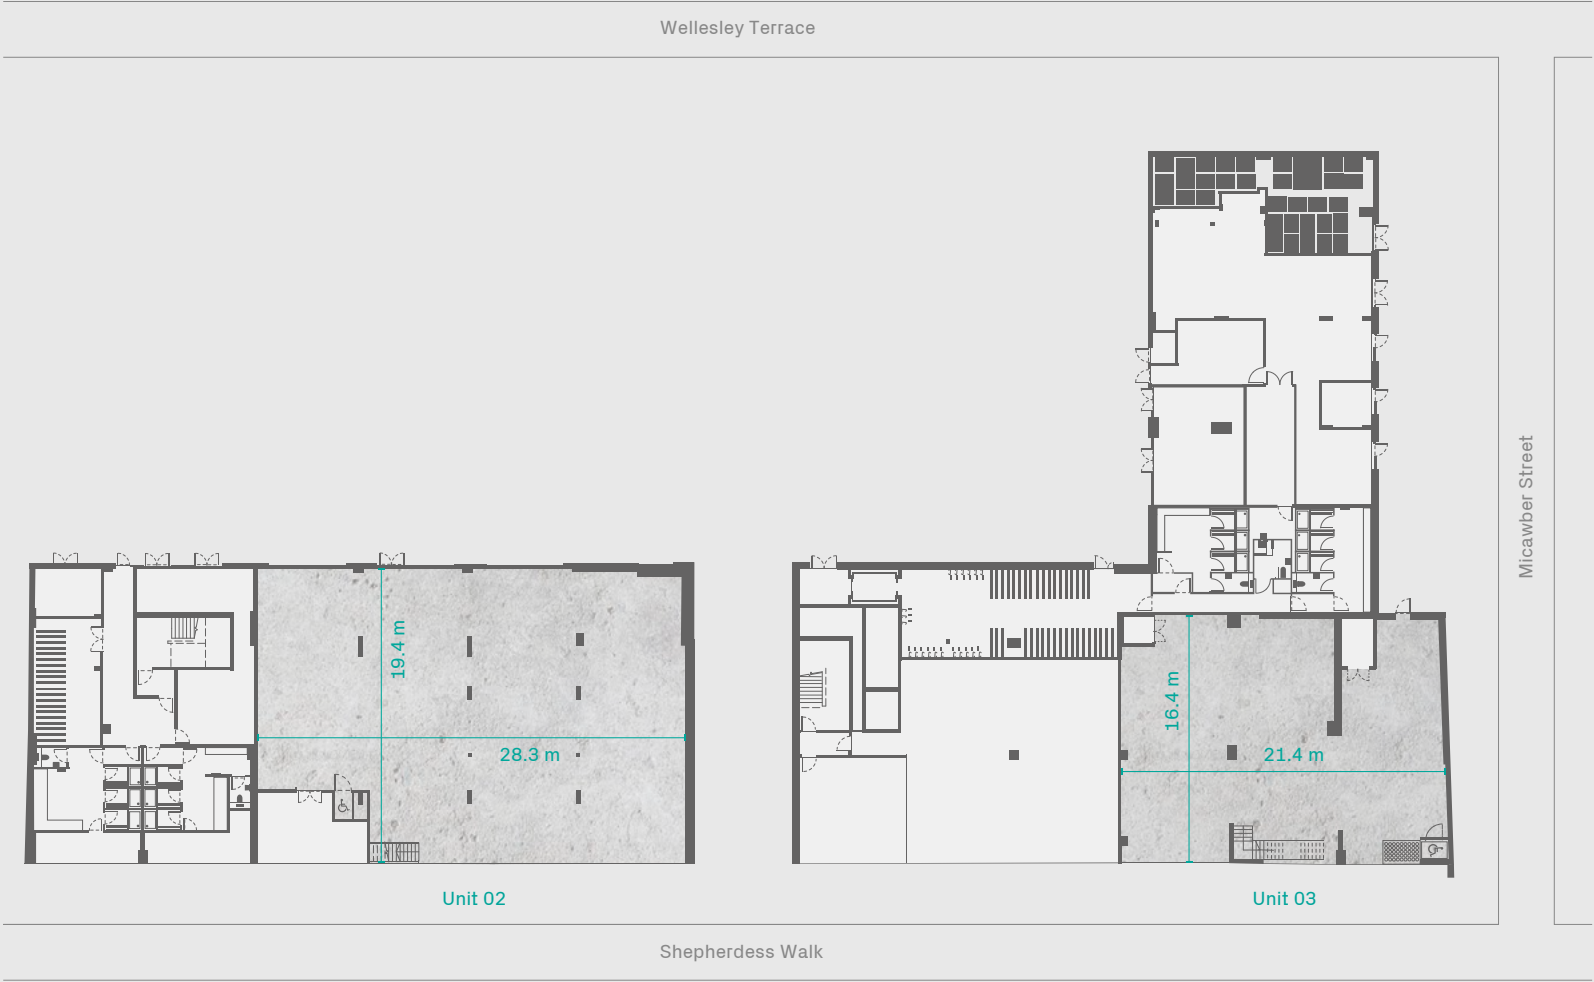 Wellesley Terrace
Micawber Street
19.4 m
28.3 m
16.4 m
21.4 m
Unit 02
Unit 03
Shepherdess Walk